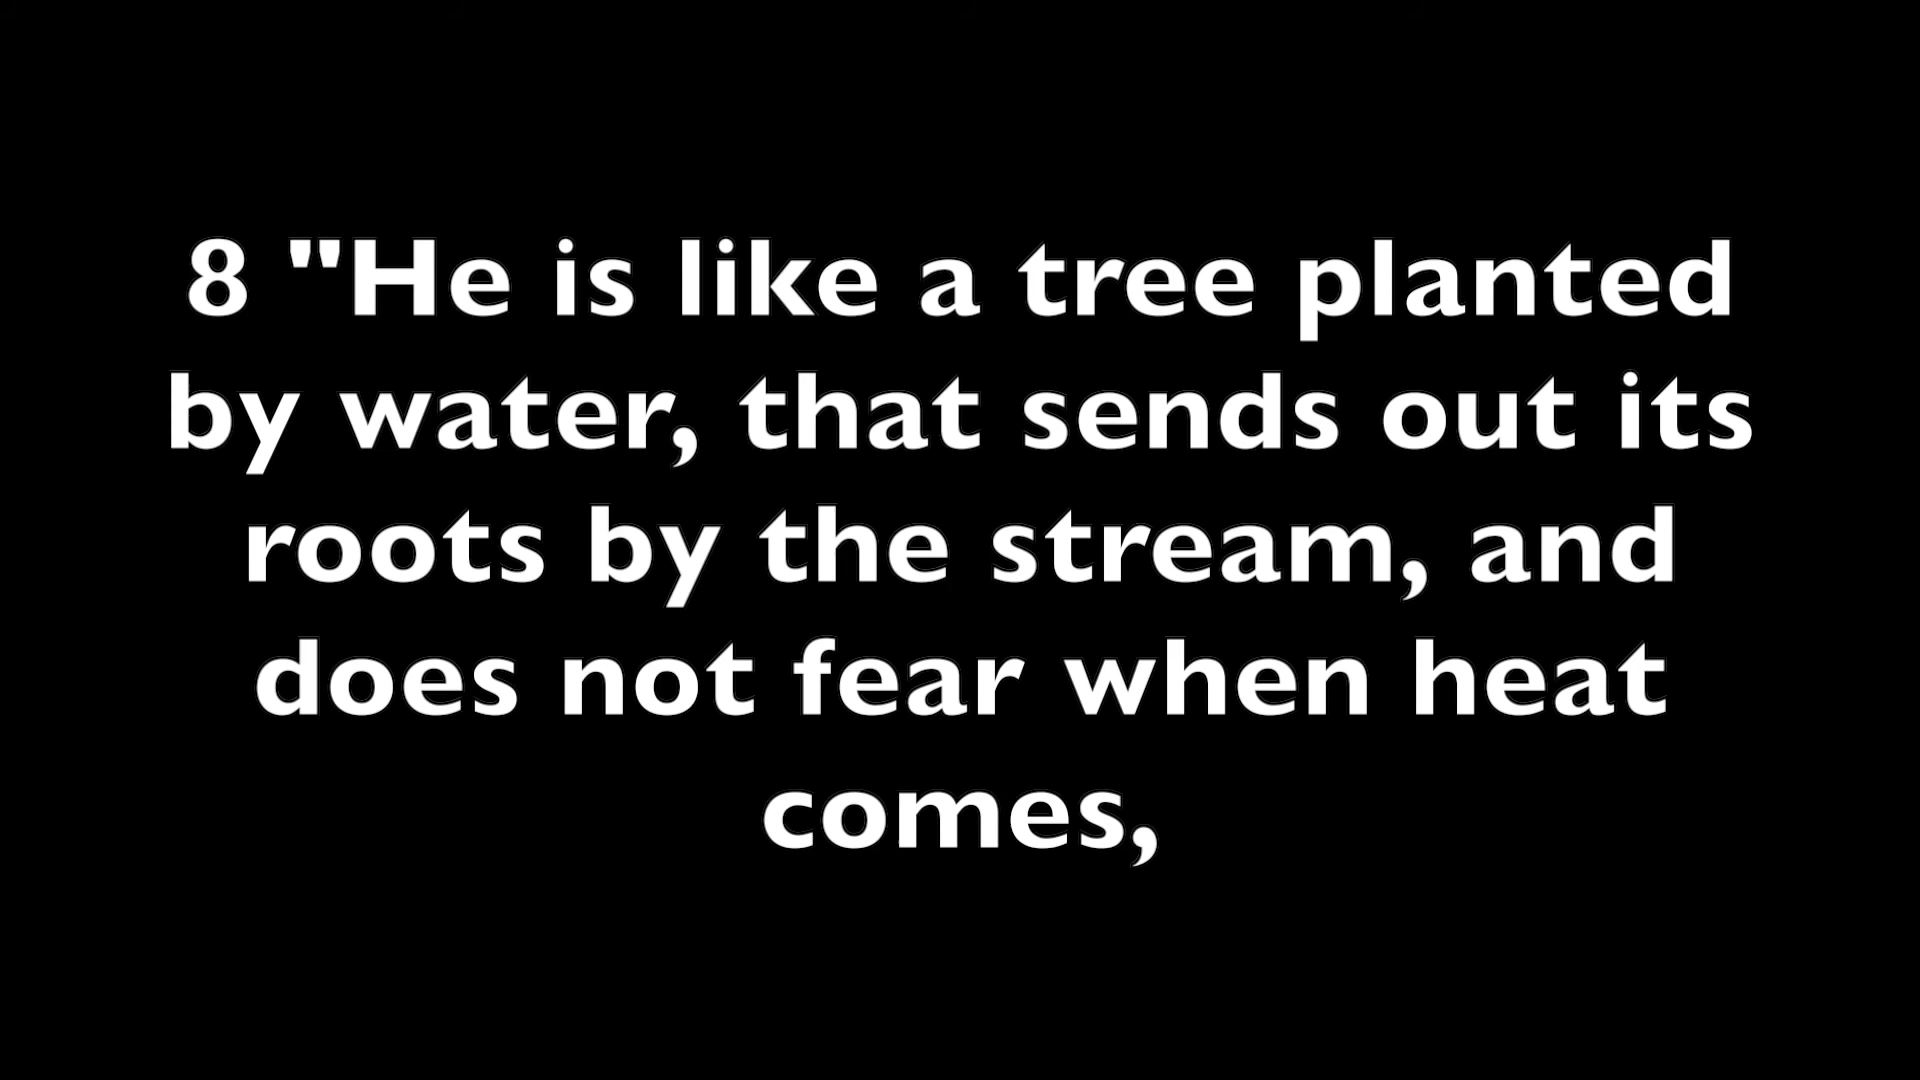 8 "He is like a tree planted
by water, that sends out its
roots by the stream, and
does not fear when heat
comes,